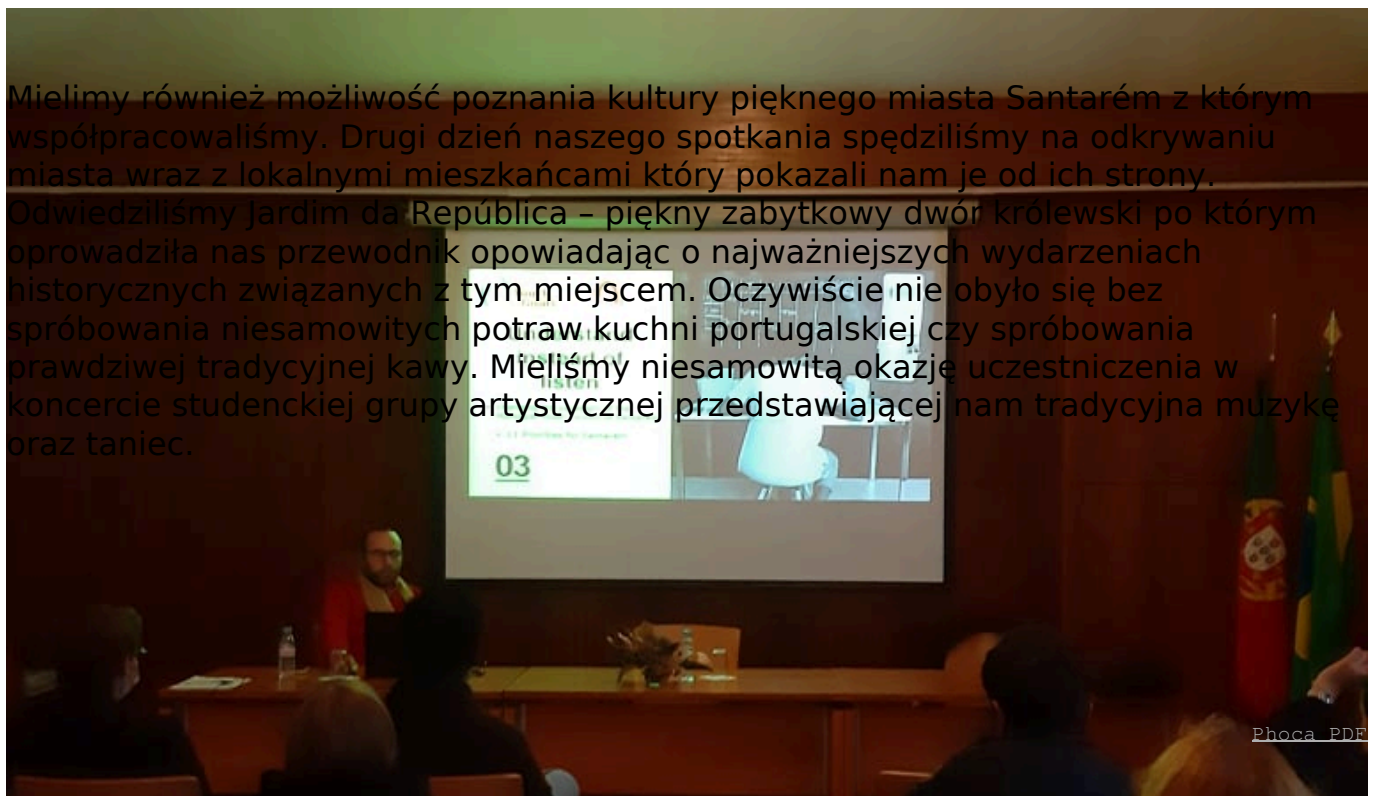 Mielimy również możliwość poznania kultury pięknego miasta Santarém z którym
współpracowaliśmy. Drugi dzień naszego spotkania spędziliśmy na odkrywaniu
miasta wraz z lokalnymi mieszkańcami który pokazali nam je od ich strony.
Odwiedziliśmy Jardim da República – piękny zabytkowy dwór królewski po którym
oprowadziła nas przewodnik opowiadając o najważniejszych wydarzeniach
historycznych związanych z tym miejscem. Oczywiście nie obyło się bez
spróbowania niesamowitych potraw kuchni portugalskiej czy spróbowania
prawdziwej tradycyjnej kawy. Mieliśmy niesamowitą okazję uczestniczenia w
koncercie studenckiej grupy artystycznej przedstawiającej nam tradycyjna muzykę
oraz taniec.
instead of
listen
03
Phoca PDF